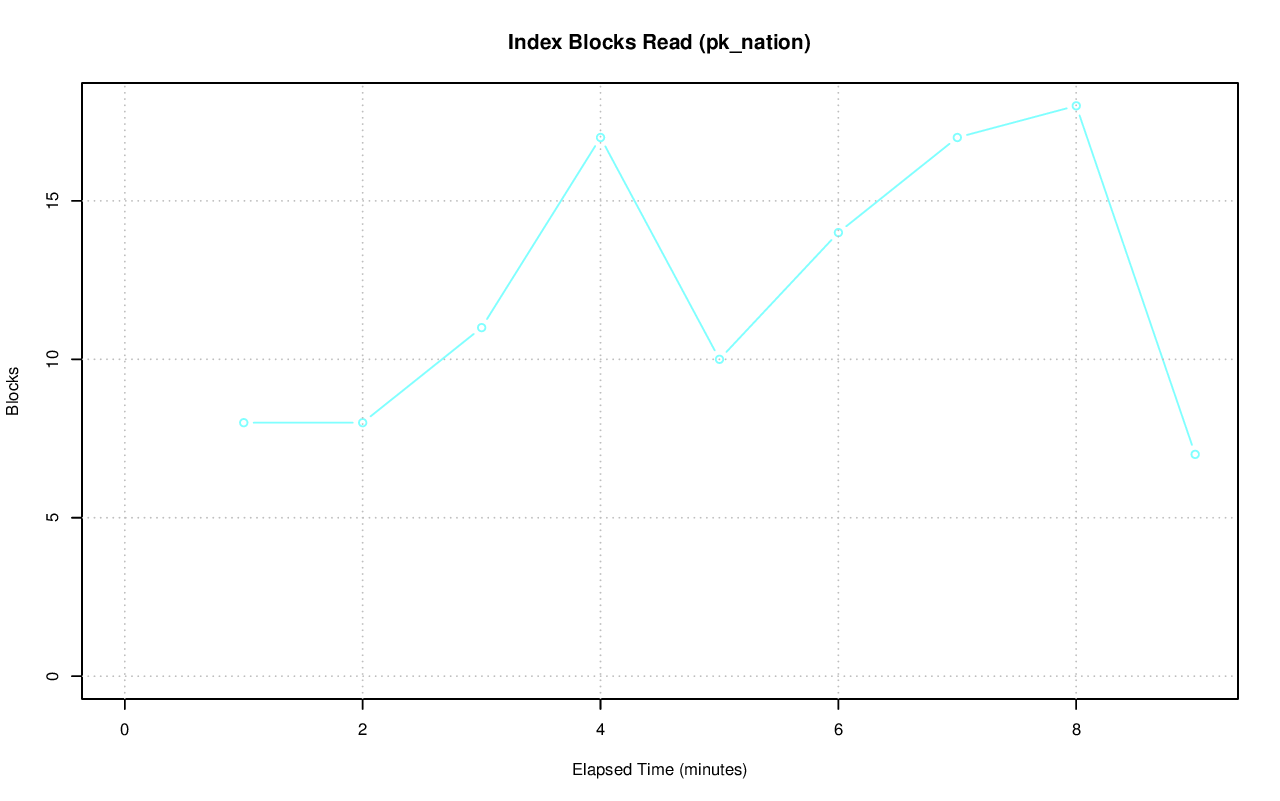 Index Blocks Read (pk_nation)
15
10
5
0
Blocks
0 2 4 6 8
Elapsed Time (minutes)